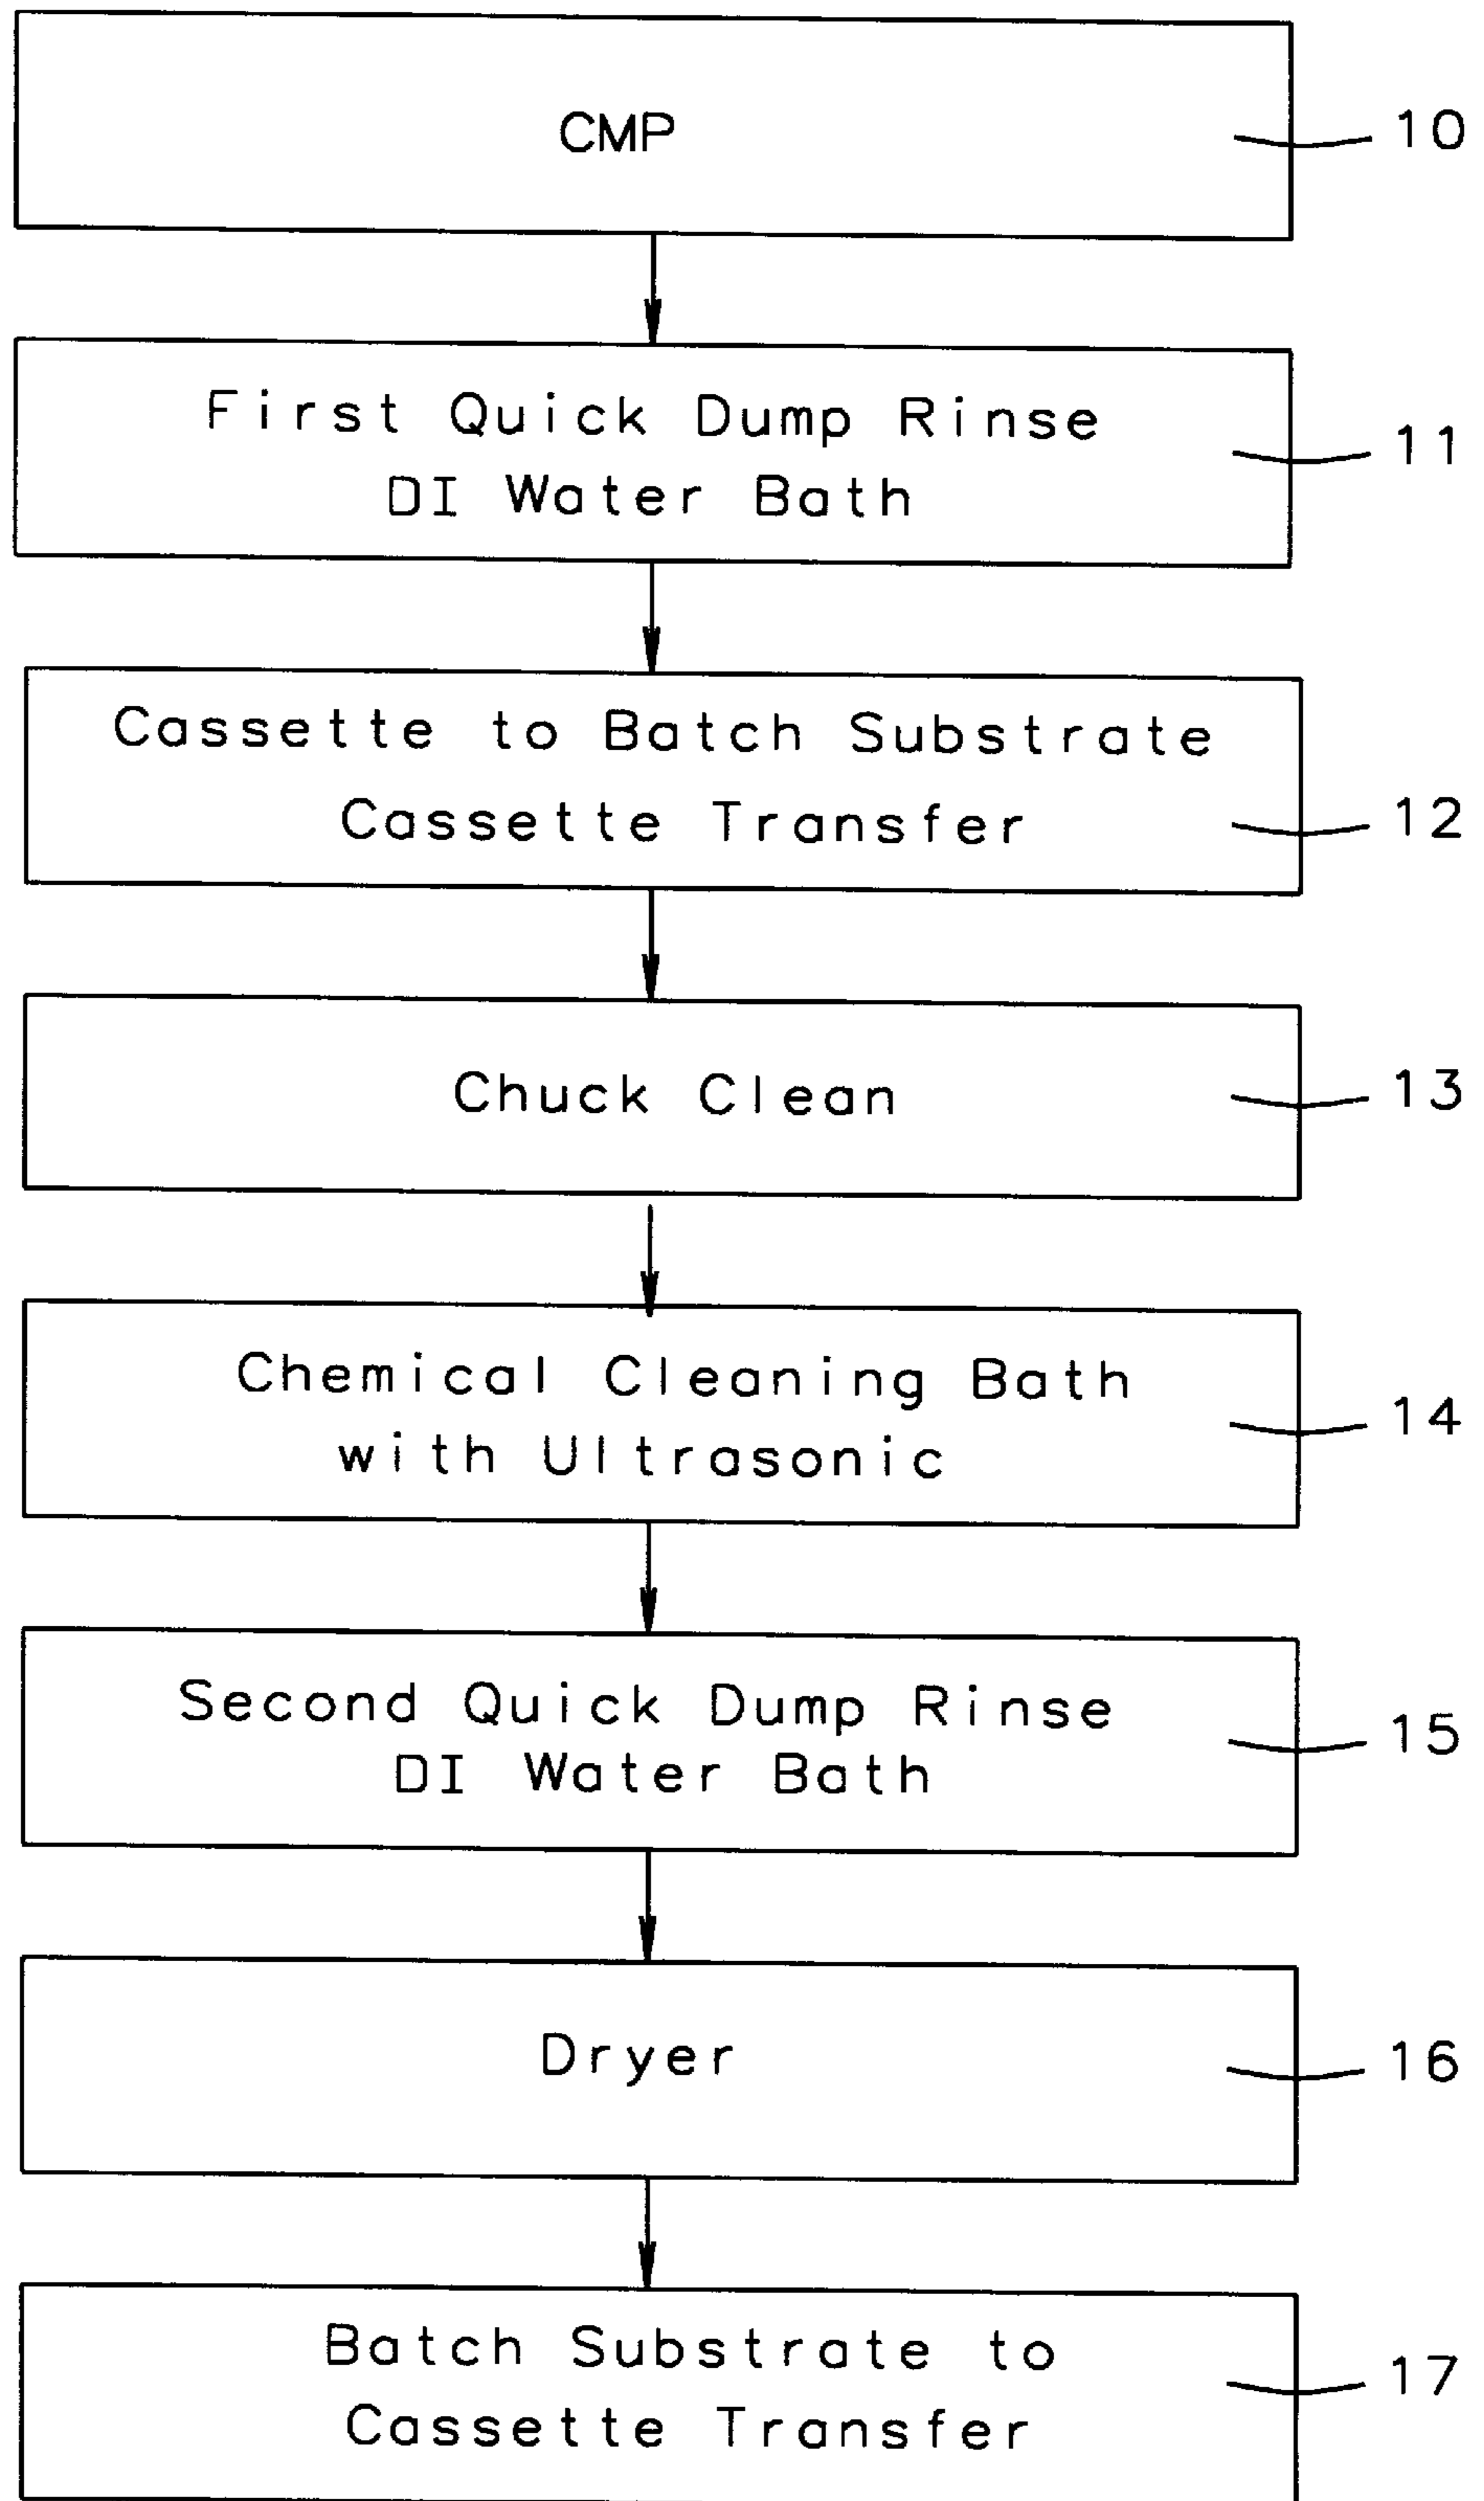 CMP
10
First Quick Dump Rinse
DI Water Bath
11
Cassette to Batch Substrate
Cassette Transfer
12
Chuck Clean
13
Chemical Cleaning Bath
with Ultrasonic
14
Second Quick Dump Rinse
DI Water Bath
15
Dryer
16
Batch Substrate to
Cassette Transfer
17